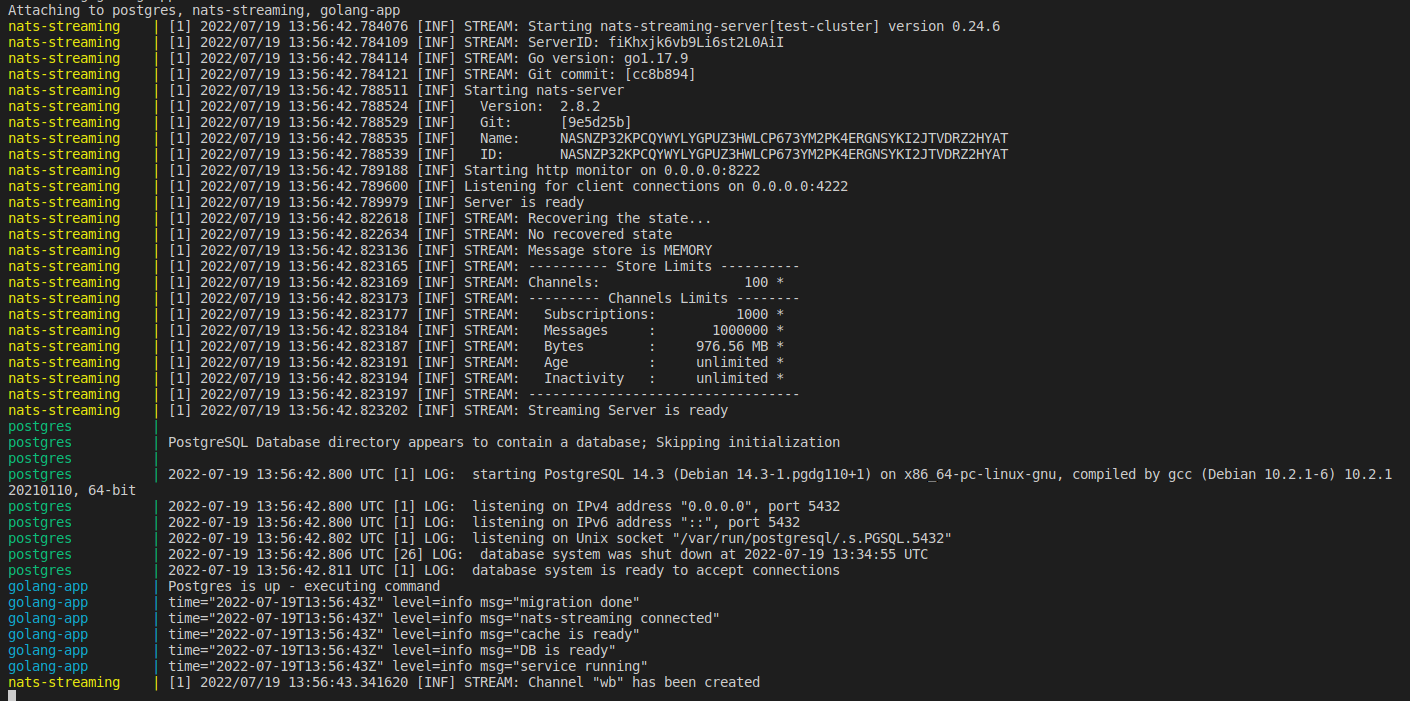 Attaching to postgres, nats-streaming, golang-app
nats-streaming    | [1] 2022/07/19 13:56:42.784076 [INF] STREAM: Starting nats-streaming-server[test-cluster] version 0.24.6
nats-streaming    | [1] 2022/07/19 13:56:42.784109 [INF] STREAM: ServerID: fiKhxjk6vb9Li6st2L0AiI
nats-streaming    | [1] 2022/07/19 13:56:42.784114 [INF] STREAM: Go version: go1.17.9
nats-streaming    | [1] 2022/07/19 13:56:42.784121 [INF] STREAM: Git commit: [cc8b894]
nats-streaming    | [1] 2022/07/19 13:56:42.788511 [INF] Starting nats-server
nats-streaming    | [1] 2022/07/19 13:56:42.788524 [INF]   Version:  2.8.2
nats-streaming    | [1] 2022/07/19 13:56:42.788529 [INF]   Git:      [9e5d25b]
nats-streaming    | [1] 2022/07/19 13:56:42.788535 [INF]   Name:     NASNZP32KPCQYWYLYGPUZ3HWLCP673YM2PK4ERGNSYKI2JTVDRZ2HYAT
nats-streaming    | [1] 2022/07/19 13:56:42.788539 [INF]   ID:       NASNZP32KPCQYWYLYGPUZ3HWLCP673YM2PK4ERGNSYKI2JTVDRZ2HYAT
nats-streaming    | [1] 2022/07/19 13:56:42.789188 [INF] Starting http monitor on 0.0.0.0:8222
nats-streaming    | [1] 2022/07/19 13:56:42.789600 [INF] Listening for client connections on 0.0.0.0:4222
nats-streaming    | [1] 2022/07/19 13:56:42.789979 [INF] Server is ready
nats-streaming    | [1] 2022/07/19 13:56:42.822618 [INF] STREAM: Recovering the state...
nats-streaming    | [1] 2022/07/19 13:56:42.822634 [INF] STREAM: No recovered state
nats-streaming    | [1] 2022/07/19 13:56:42.823136 [INF] STREAM: Message store is MEMORY
nats-streaming    | [1] 2022/07/19 13:56:42.823165 [INF] STREAM: ---------- Store Limits ----------
nats-streaming    | [1] 2022/07/19 13:56:42.823169 [INF] STREAM: Channels:                  100 *
nats-streaming    | [1] 2022/07/19 13:56:42.823173 [INF] STREAM: --------- Channels Limits --------
nats-streaming    | [1] 2022/07/19 13:56:42.823177 [INF] STREAM:   Subscriptions:          1000 *
nats-streaming    | [1] 2022/07/19 13:56:42.823184 [INF] STREAM:   Messages     :       1000000 *
nats-streaming    | [1] 2022/07/19 13:56:42.823187 [INF] STREAM:   Bytes        :     976.56 MB *
nats-streaming    | [1] 2022/07/19 13:56:42.823191 [INF] STREAM:   Age          :     unlimited *
nats-streaming    | [1] 2022/07/19 13:56:42.823194 [INF] STREAM:   Inactivity   :     unlimited *
nats-streaming    | [1] 2022/07/19 13:56:42.823197 [INF] STREAM: ----------------------------------
nats-streaming    | [1] 2022/07/19 13:56:42.823202 [INF] STREAM: Streaming Server is ready
postgres          |
postgres          | PostgreSQL Database directory appears to contain a database; Skipping initialization
postgres          |
postgres          | 2022-07-19 13:56:42.800 UTC [1] LOG:  starting PostgreSQL 14.3 (Debian 14.3-1.pgdg110+1) on x86_64-pc-linux-gnu, compiled by gcc (Debian 10.2.1-6) 10.2.1
20210110, 64-bit
postgres          | 2022-07-19 13:56:42.800 UTC [1] LOG:  listening on IPv4 address "0.0.0.0", port 5432
postgres          | 2022-07-19 13:56:42.800 UTC [1] LOG:  listening on IPv6 address "::", port 5432
postgres          | 2022-07-19 13:56:42.802 UTC [1] LOG:  listening on Unix socket "/var/run/postgresql/.s.PGSQL.5432"
postgres          | 2022-07-19 13:56:42.806 UTC [26] LOG:  database system was shut down at 2022-07-19 13:34:55 UTC
postgres          | 2022-07-19 13:56:42.811 UTC [1] LOG:  database system is ready to accept connections
golang-app        | Postgres is up - executing command
golang-app        | time="2022-07-19T13:56:43Z" level=info msg="migration done"
golang-app        | time="2022-07-19T13:56:43Z" level=info msg="nats-streaming connected"
golang-app        | time="2022-07-19T13:56:43Z" level=info msg="cache is ready"
golang-app        | time="2022-07-19T13:56:43Z" level=info msg="DB is ready"
golang-app        | time="2022-07-19T13:56:43Z" level=info msg="service running"
nats-streaming    | [1] 2022/07/19 13:56:43.341620 [INF] STREAM: Channel "wb" has been created